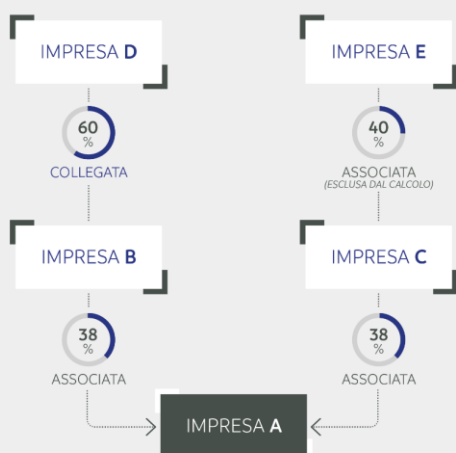 IMPRESA D
IMPRESA E
60
%
COLLEGATA
40
%
ASSOCIATA
(ESCLUSA DAL CALCOLO)
IMPRESA B
IMPRESA C
38
%
ASSOCIATA
38
%
ASSOCIATA
IMPRESA A